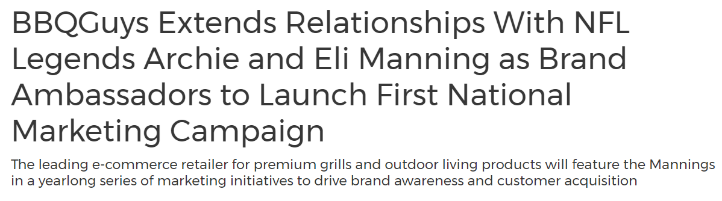 BBQGuys Extends Relationships With NFL
Legends Archie and Eli Manning as Brand
Ambassadors to Launch First National
Marketing Campaign
The leading e-commerce retailer for premium grills and outdoor living products will feature the Mannings
in a yearlong series of marketing initiatives to drive brand awareness and customer acquisition